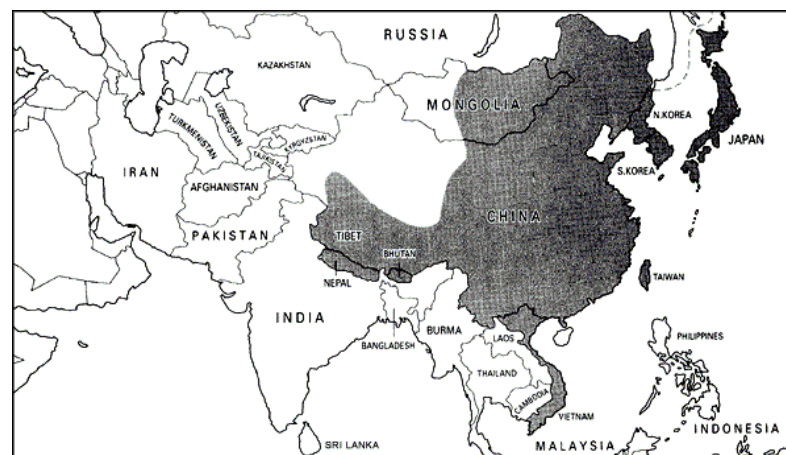 RUSSIA
KAZAKHSTAN
MONGOLIA
UZBEKISTAN
TURKMENISTAN
KYRGYZSTAN
TAJIKISTAN
N.KOREA
JAPAN
S.KOREA
IRAN
AFGHANISTAN
PAKISTAN
CHINA
TIBET
BHUTAN
NEPAL
TAIWAN
INDIA
BANGLADESH
BURMA
LAOS
PHILIPPINES
THAILAND
CAMBODIA
VIETNAM
SRI LANKA
MALAYSIA
INDONESIA